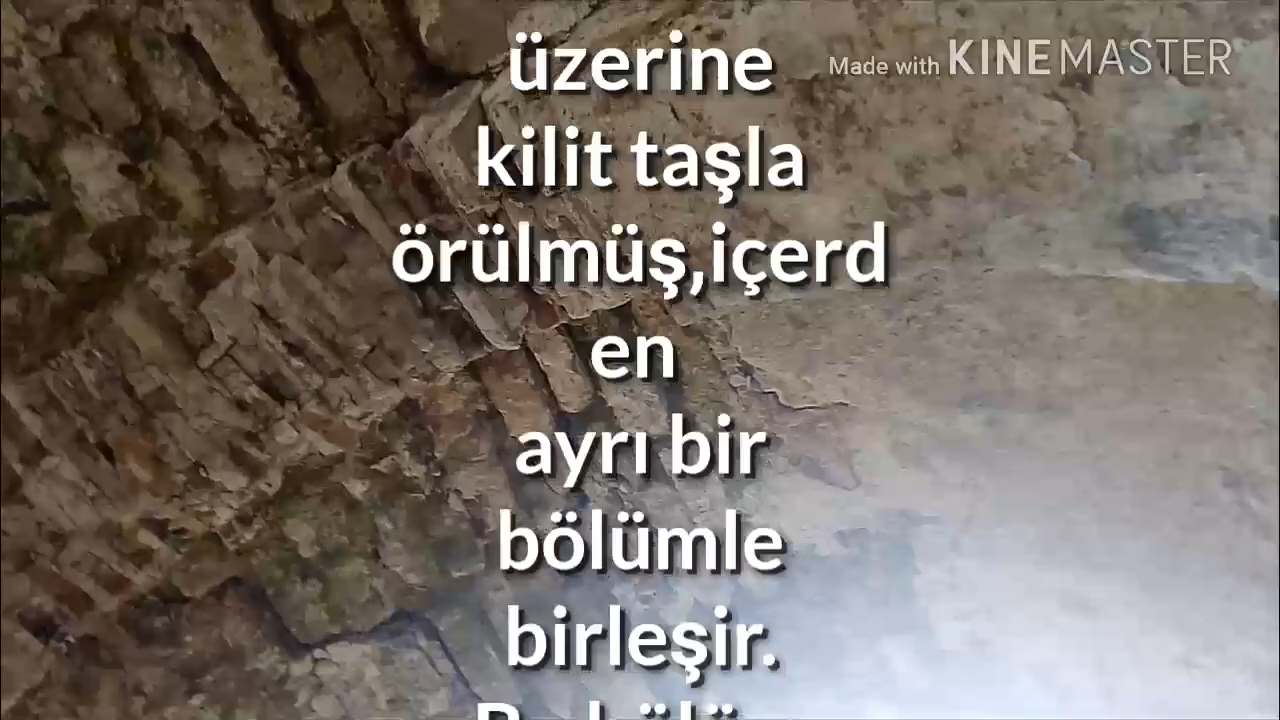 üzerine
Made with KINEMASTER
kilit taşla
örülmüş,içerd
en
ayrı bir
bölümle
birleşir.